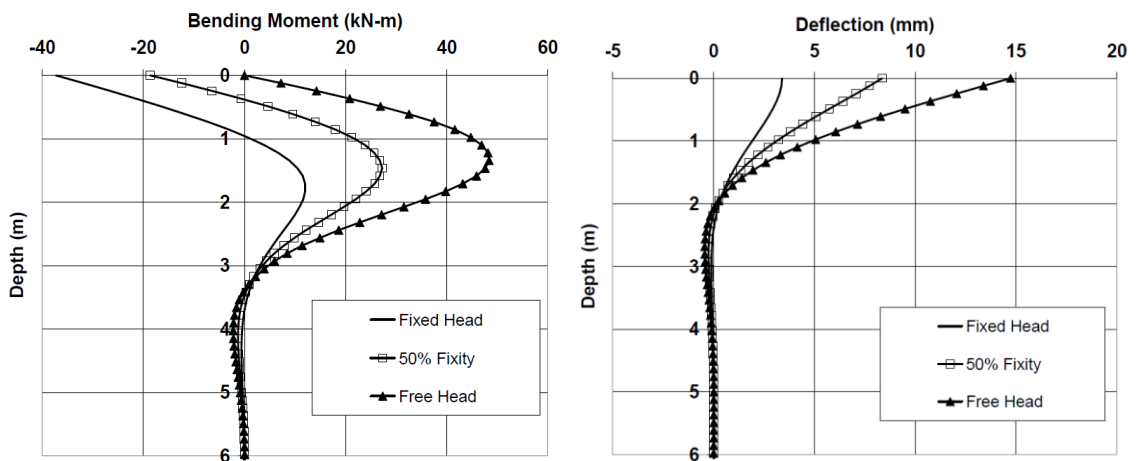 Bending Moment (kN-m)
-40 -20 0 20 40 60
0
1
2
3
4
5
6
Depth (m)
Fixed Head
50% Fixity
Free Head
Deflection (mm)
-5 0 5 10 15 20
0
1
2
3
4
5
6
Depth (m)
Fixed Head
50% Fixity
Free Head